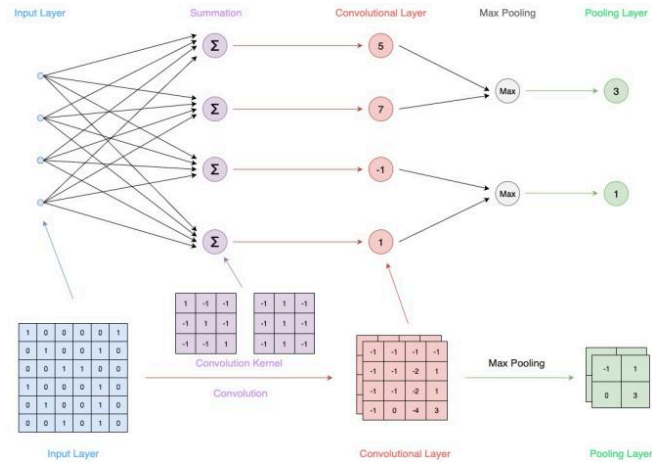 Input Layer Summation Convolutional Layer Max Pooling Pooling Layer
Σ 5
Max 3
Σ 7
Σ -1
Max 1
Σ 1
1 -1 -1 -1 1 -1
-1 1 -1 -1 1 -1
-1 -1 1 -1 1 -1
Convolution Kernel
Convolution
1 0 0 0 0 1
0 1 0 0 1 0
0 0 1 1 0 0
1 0 0 0 1 0
0 1 0 0 1 0
0 0 1 0 1 0
-1 -1 -1 -1
-1 -1 -2 1
-1 -1 -2 1
-1 0 -4 3
Max Pooling
-1 1
0 3
Input Layer Convolutional Layer Pooling Layer